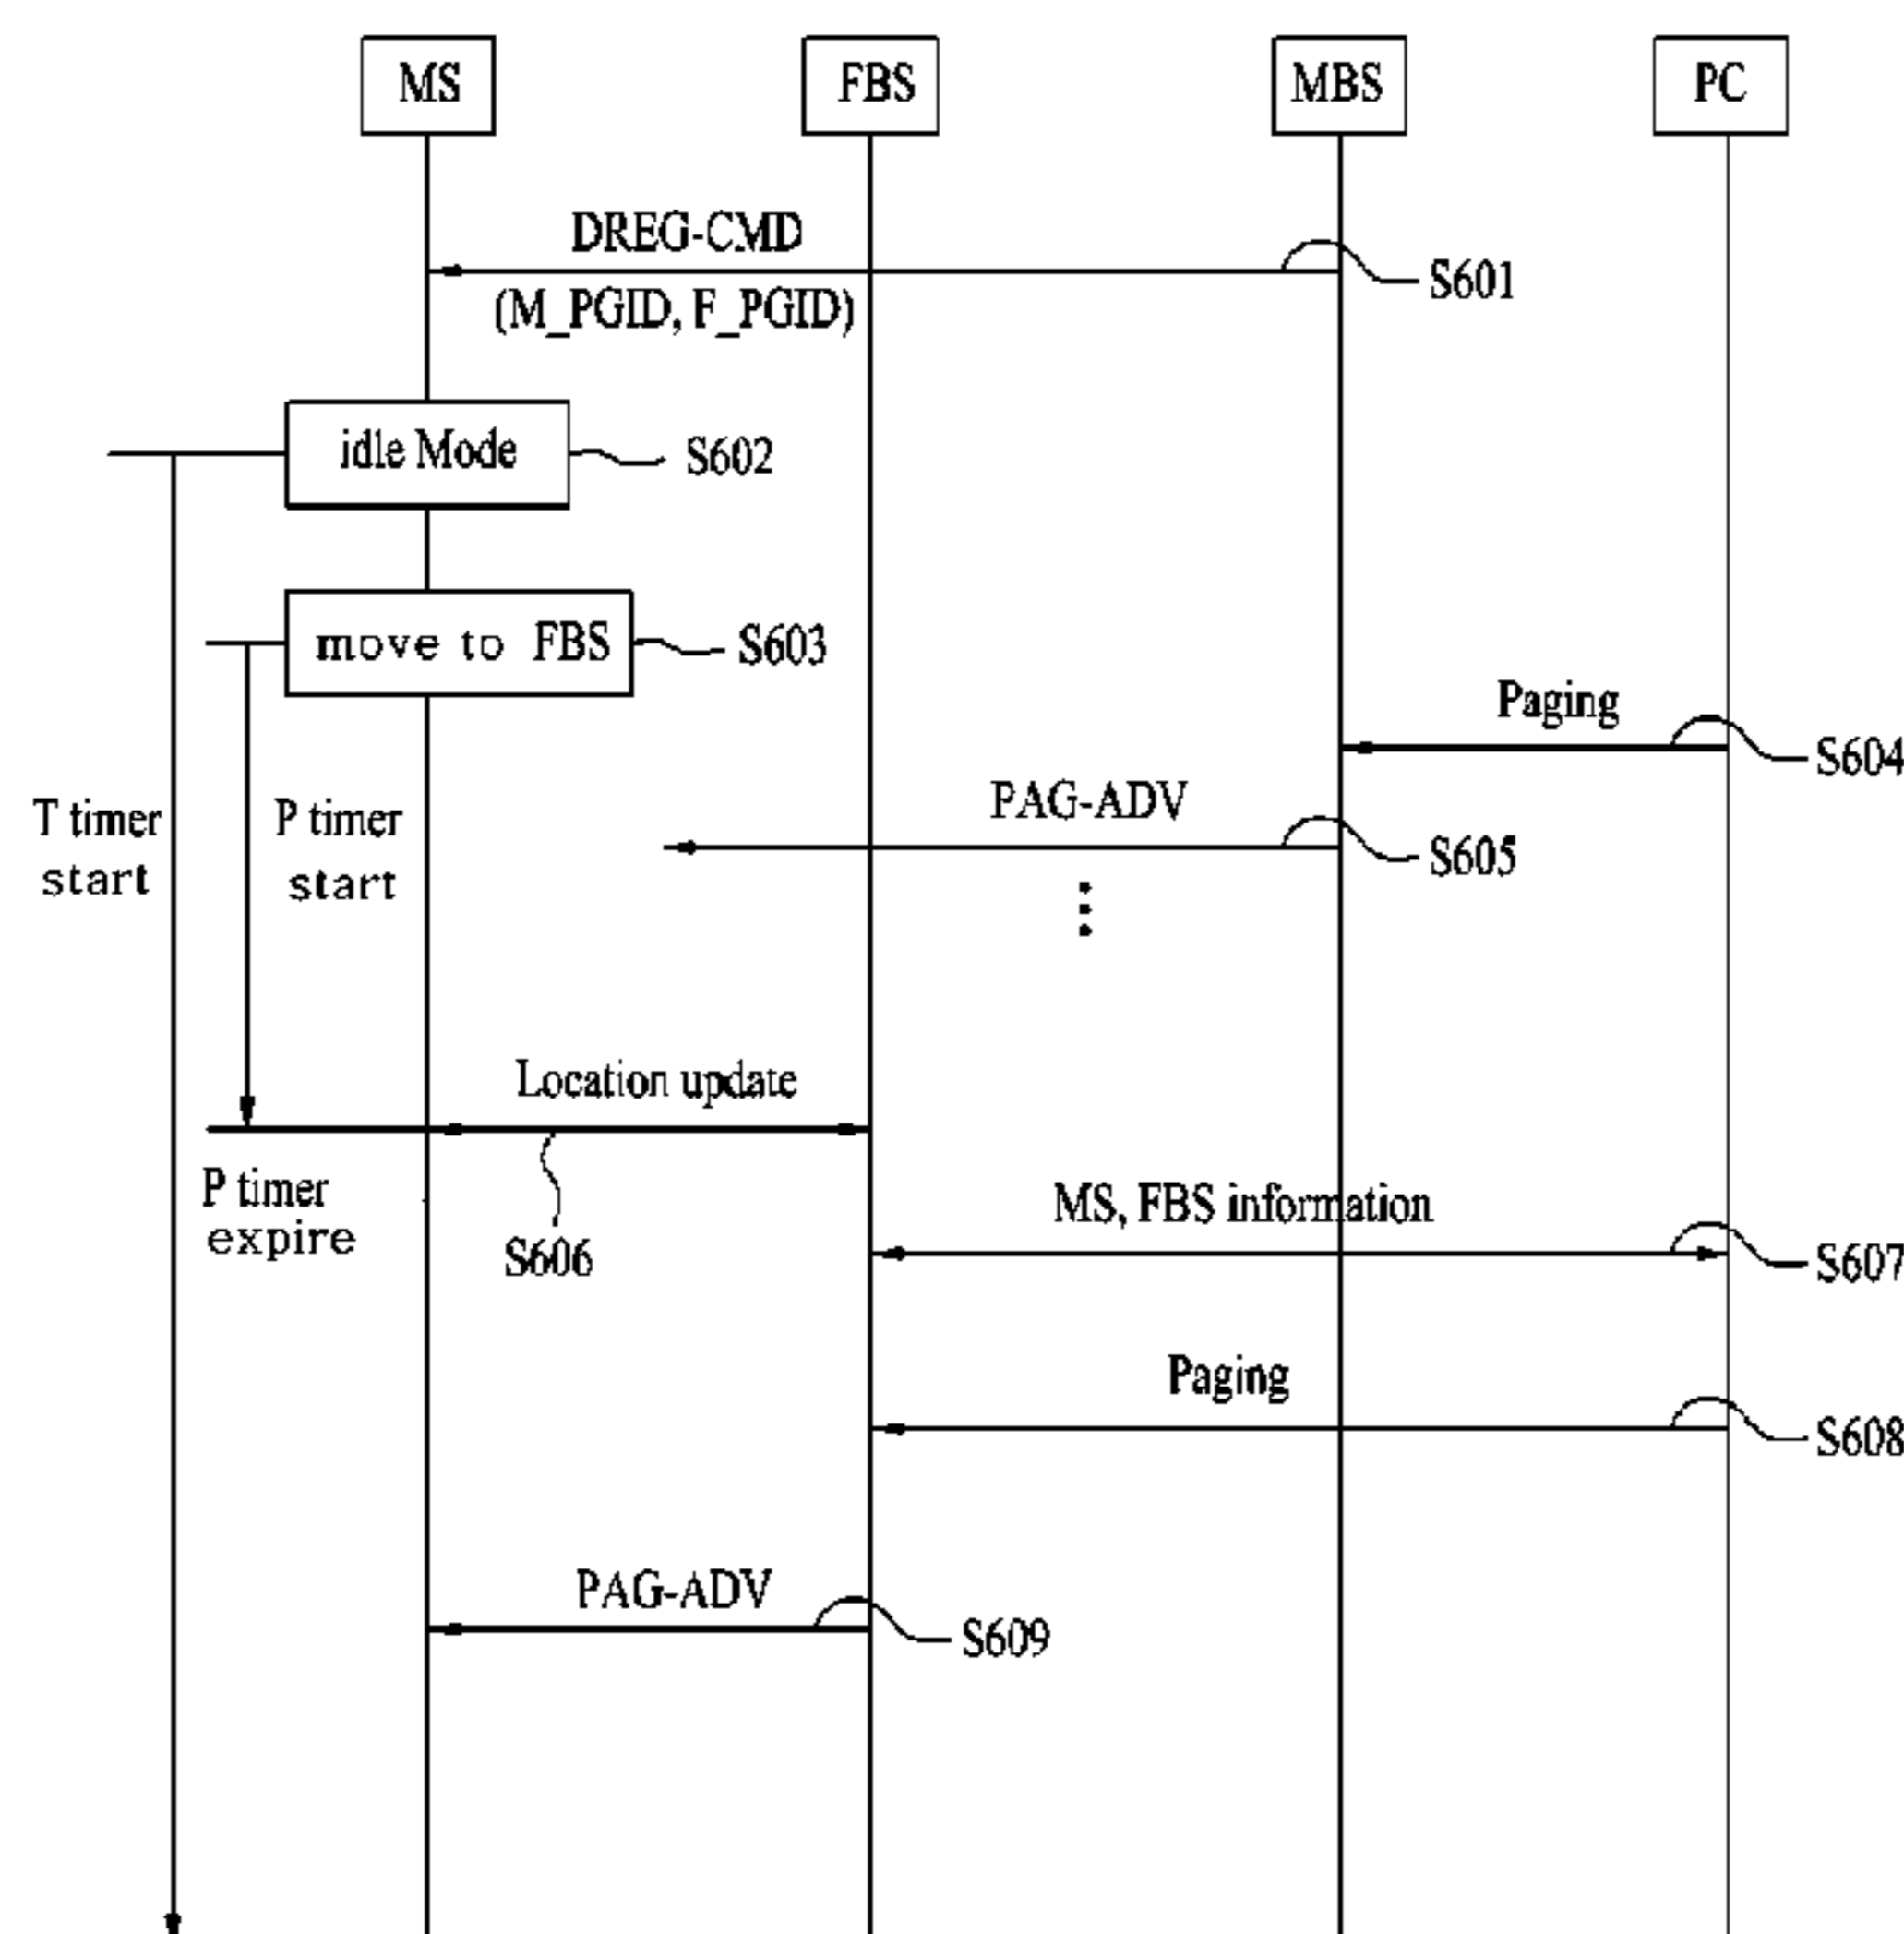 MS
FBS
MBS
PC
DREG-CMD
S601
(M_PGID, F_PGID)
idle Mode
S602
move to FBS
S603
Paging
S604
T timer
start
P timer
start
PAG-ADV
S605
Location update
P timer
expire
S606
MS, FBS information
S607
Paging
S608
PAG-ADV
S609